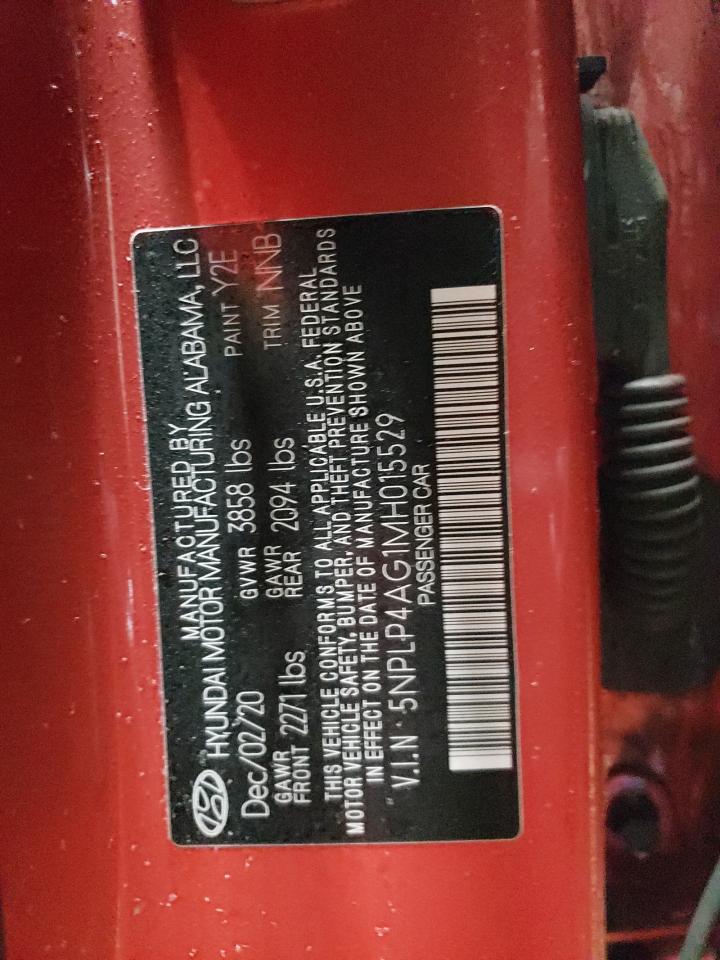 MANUFACTURED BY
HYUNDAI MOTOR MANUFACTURING ALABAMA, LLC
Dec/02/20 GVWR 3858 lbs PAINT Y2E
GAWR FRONT 2271 lbs GAWR REAR 2094 lbs TRIM NNB
THIS VEHICLE CONFORMS TO ALL APPLICABLE U.S.A. FEDERAL
MOTOR VEHICLE SAFETY, BUMPER, AND THEFT PREVENTION STANDARDS
IN EFFECT ON THE DATE OF MANUFACTURE SHOWN ABOVE
V.I.N : 5NPLP4AG1MH015529
PASSENGER CAR